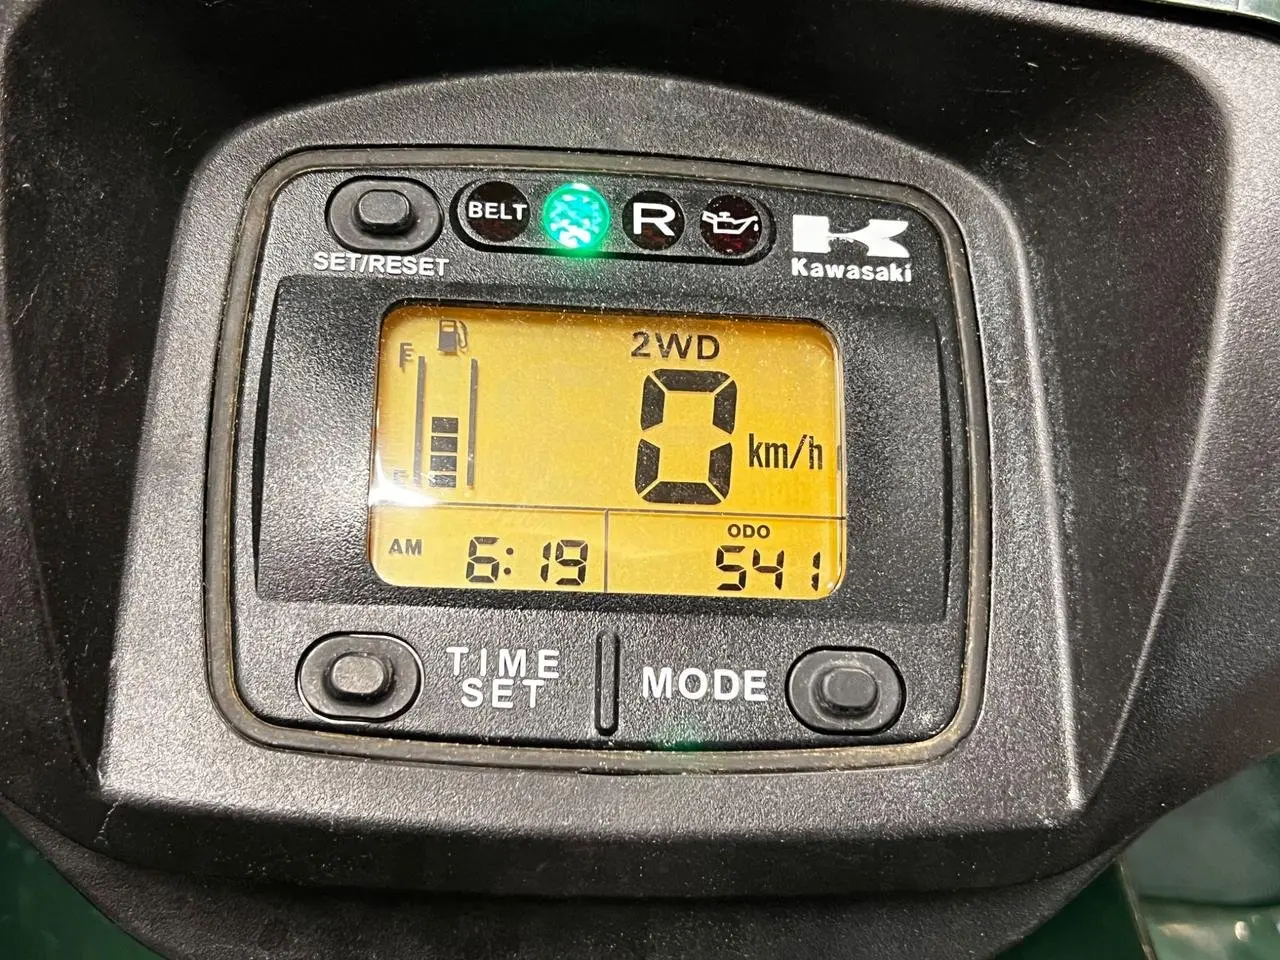 BELT
R
SET/RESET
Kawasaki
F
2WD
0 km/h
E
AM 6:19
ODO
541
TIME
SET
MODE